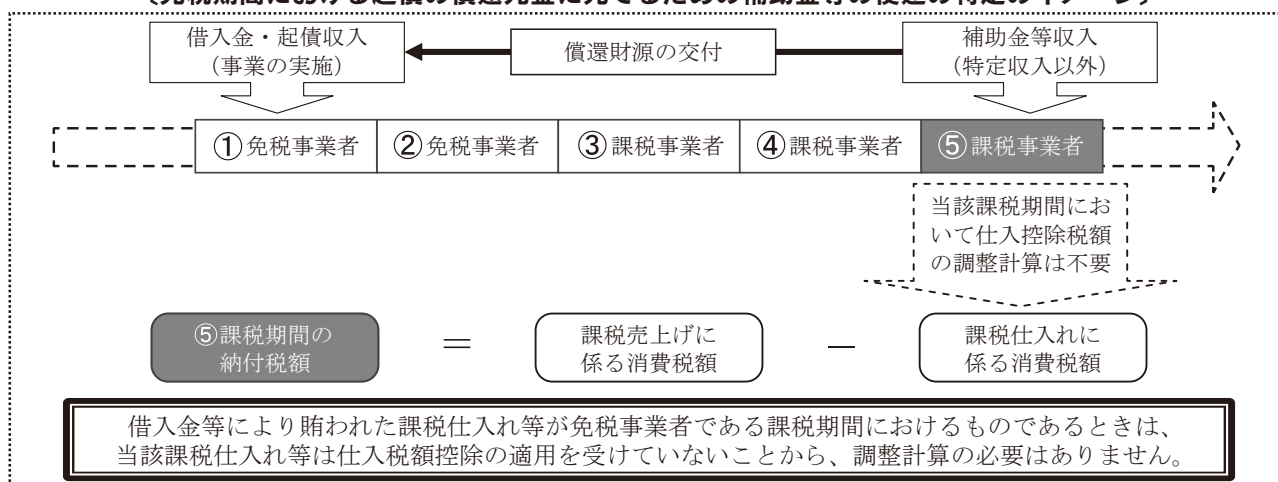 借入金・起債収入
(事業の実施)
償還財源の交付
補助金等収入
(特定収入以外)
①免税事業者
②免税事業者
③課税事業者
④課税事業者
⑤課税事業者
当該課税期間にお
いて仕入控除税額
の調整計算は不要
⑤課税期間の
納付税額
＝
課税売上げに
係る消費税額
－
課税仕入れに
係る消費税額
借入金等により賄われた課税仕入れ等が免税事業者である課税期間におけるものであるときは、
当該課税仕入れ等は仕入税額控除の適用を受けていないことから、調整計算の必要はありません。